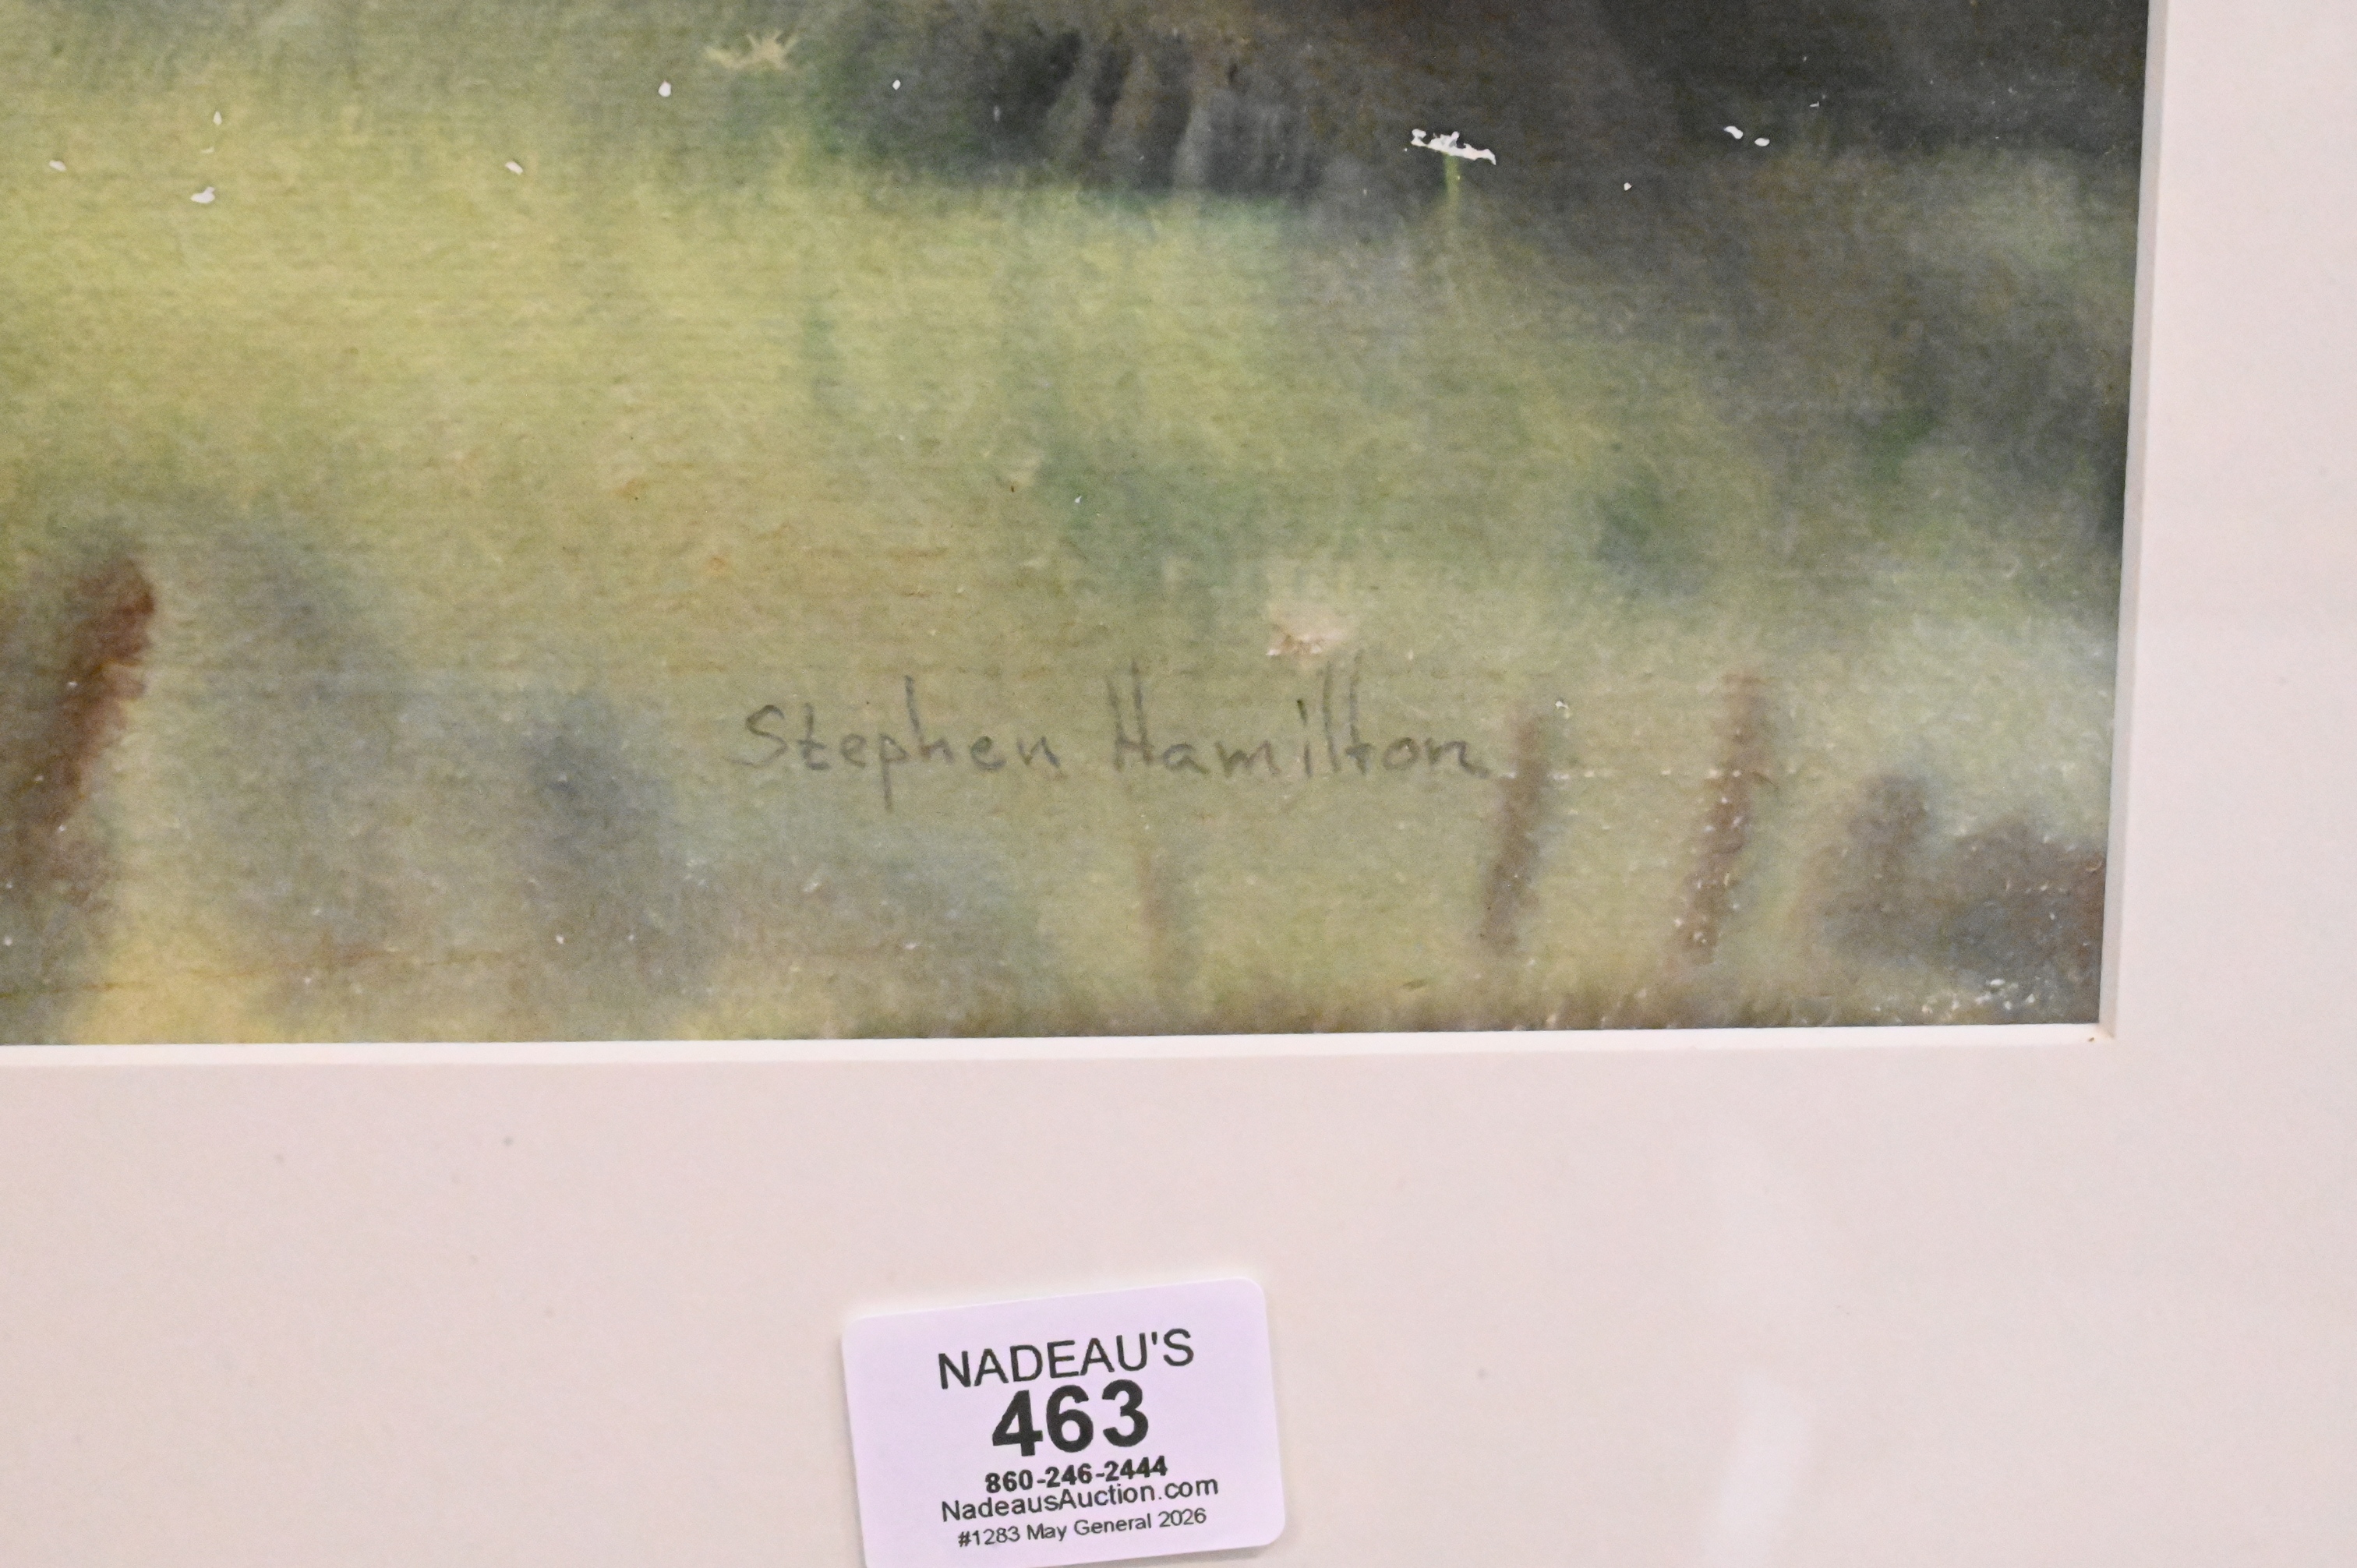 Stephen Hamilton
NADEAU'S
463
860-246-2444
NadeausAuction.com
#1283 May General 2026